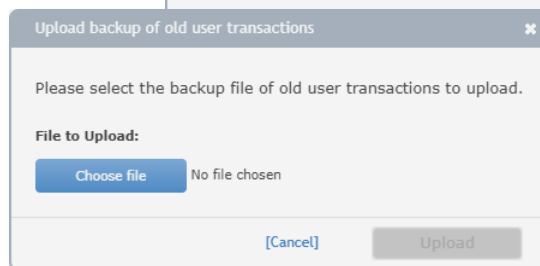 Upload backup of old user transactions
Please select the backup file of old user transactions to upload.
File to Upload:
Choose file No file chosen
[Cancel] Upload